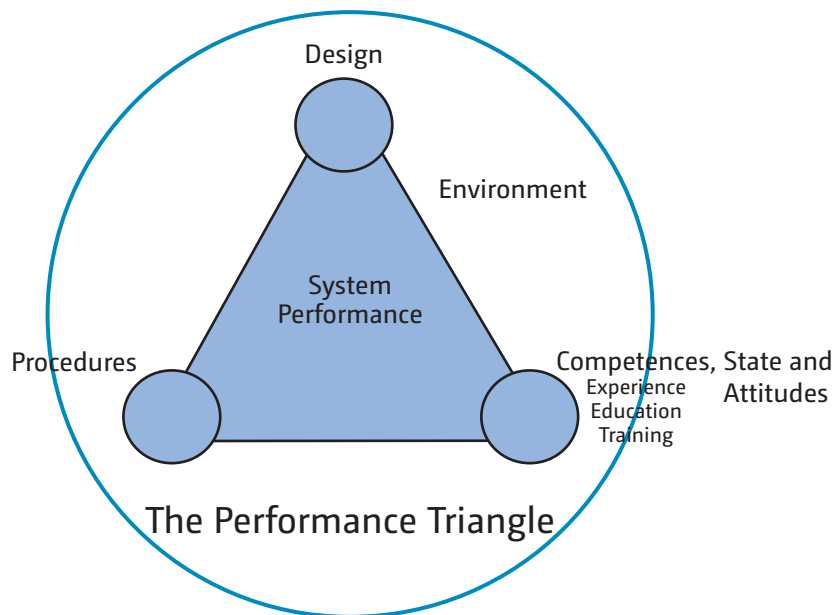 Design
Environment
System
Performance
Procedures
Competences, State and
Attitudes
Experience
Education
Training
The Performance Triangle